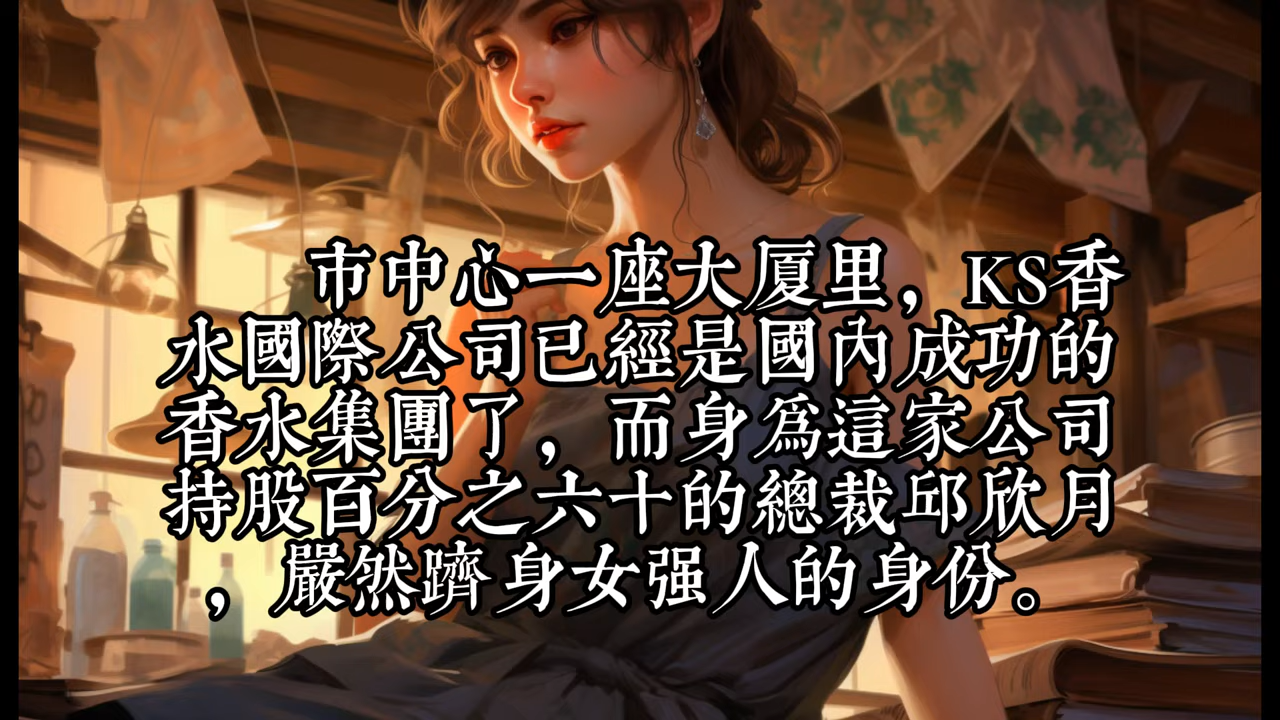 市中心一座大厦里，KS香
水國際公司已經是國內成功的
香水集團了，而身爲這家公司
持股百分之六十的總裁邱欣月
，嚴然躋身女强人的身份。